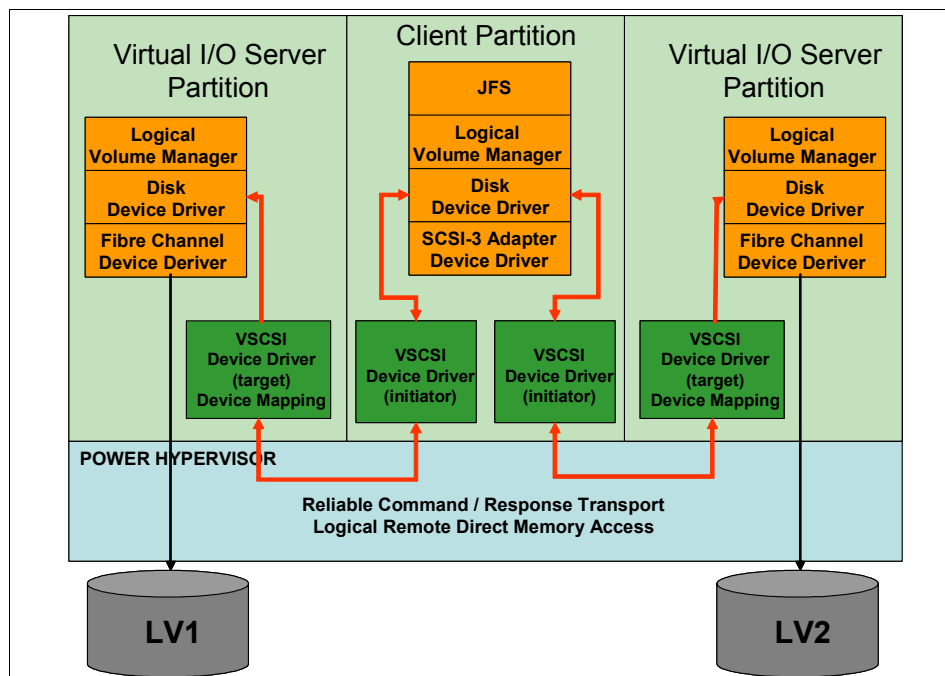 Virtual I/O Server
Partition
Logical
Volume Manager
Disk
Device Driver
Fibre Channel
Device Deriver
VSCSI
Device Driver
(target)
Device Mapping
Client Partition
JFS
Logical
Volume Manager
Disk
Device Driver
SCSI-3 Adapter
Device Driver
VSCSI
Device Driver
(initiator)
VSCSI
Device Driver
(initiator)
Virtual I/O Server
Partition
Logical
Volume Manager
Disk
Device Driver
Fibre Channel
Device Deriver
VSCSI
Device Driver
(target)
Device Mapping
POWER HYPERVISOR
Reliable Command / Response Transport
Logical Remote Direct Memory Access
LV1
LV2